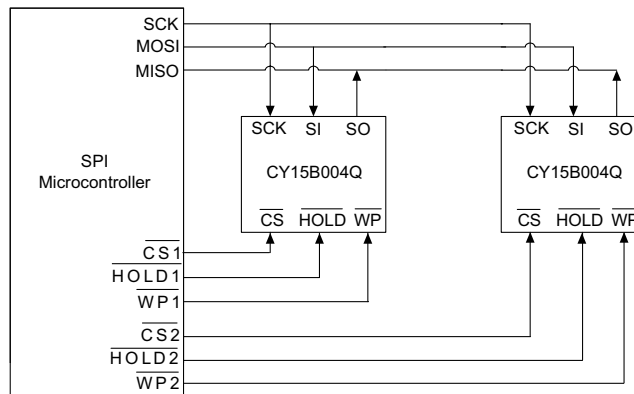 SCK
MOSI
MISO
SCK SI SO
SCK SI SO
SPI
Microcontroller
CY15B004Q
CY15B004Q
CS HOLD WP
CS HOLD WP
CS1
HOLD1
WP1
CS2
HOLD2
WP2